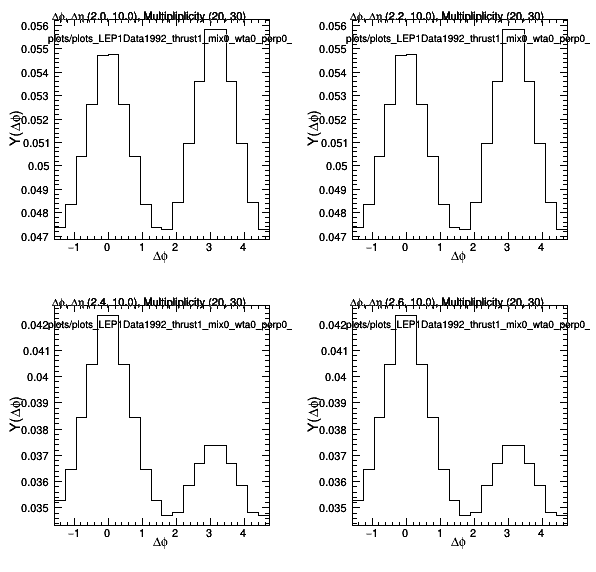 Δϕ, Δη (2.0, 10.0), Multipliplicity (20, 30)
plots/plots_LEP1Data1992_thrust1_mix0_wta0_perp0_
Y(Δϕ)
0.056
0.055
0.054
0.053
0.052
0.051
0.05
0.049
0.048
0.047
−1 0 1 2 3 4
Δϕ
Δϕ, Δη (2.2, 10.0), Multipliplicity (20, 30)
plots/plots_LEP1Data1992_thrust1_mix0_wta0_perp0_
Y(Δϕ)
0.056
0.055
0.054
0.053
0.052
0.051
0.05
0.049
0.048
0.047
−1 0 1 2 3 4
Δϕ
Δϕ, Δη (2.4, 10.0), Multipliplicity (20, 30)
plots/plots_LEP1Data1992_thrust1_mix0_wta0_perp0_
Y(Δϕ)
0.042
0.041
0.04
0.039
0.038
0.037
0.036
0.035
−1 0 1 2 3 4
Δϕ
Δϕ, Δη (2.6, 10.0), Multipliplicity (20, 30)
plots/plots_LEP1Data1992_thrust1_mix0_wta0_perp0_
Y(Δϕ)
0.042
0.041
0.04
0.039
0.038
0.037
0.036
0.035
−1 0 1 2 3 4
Δϕ